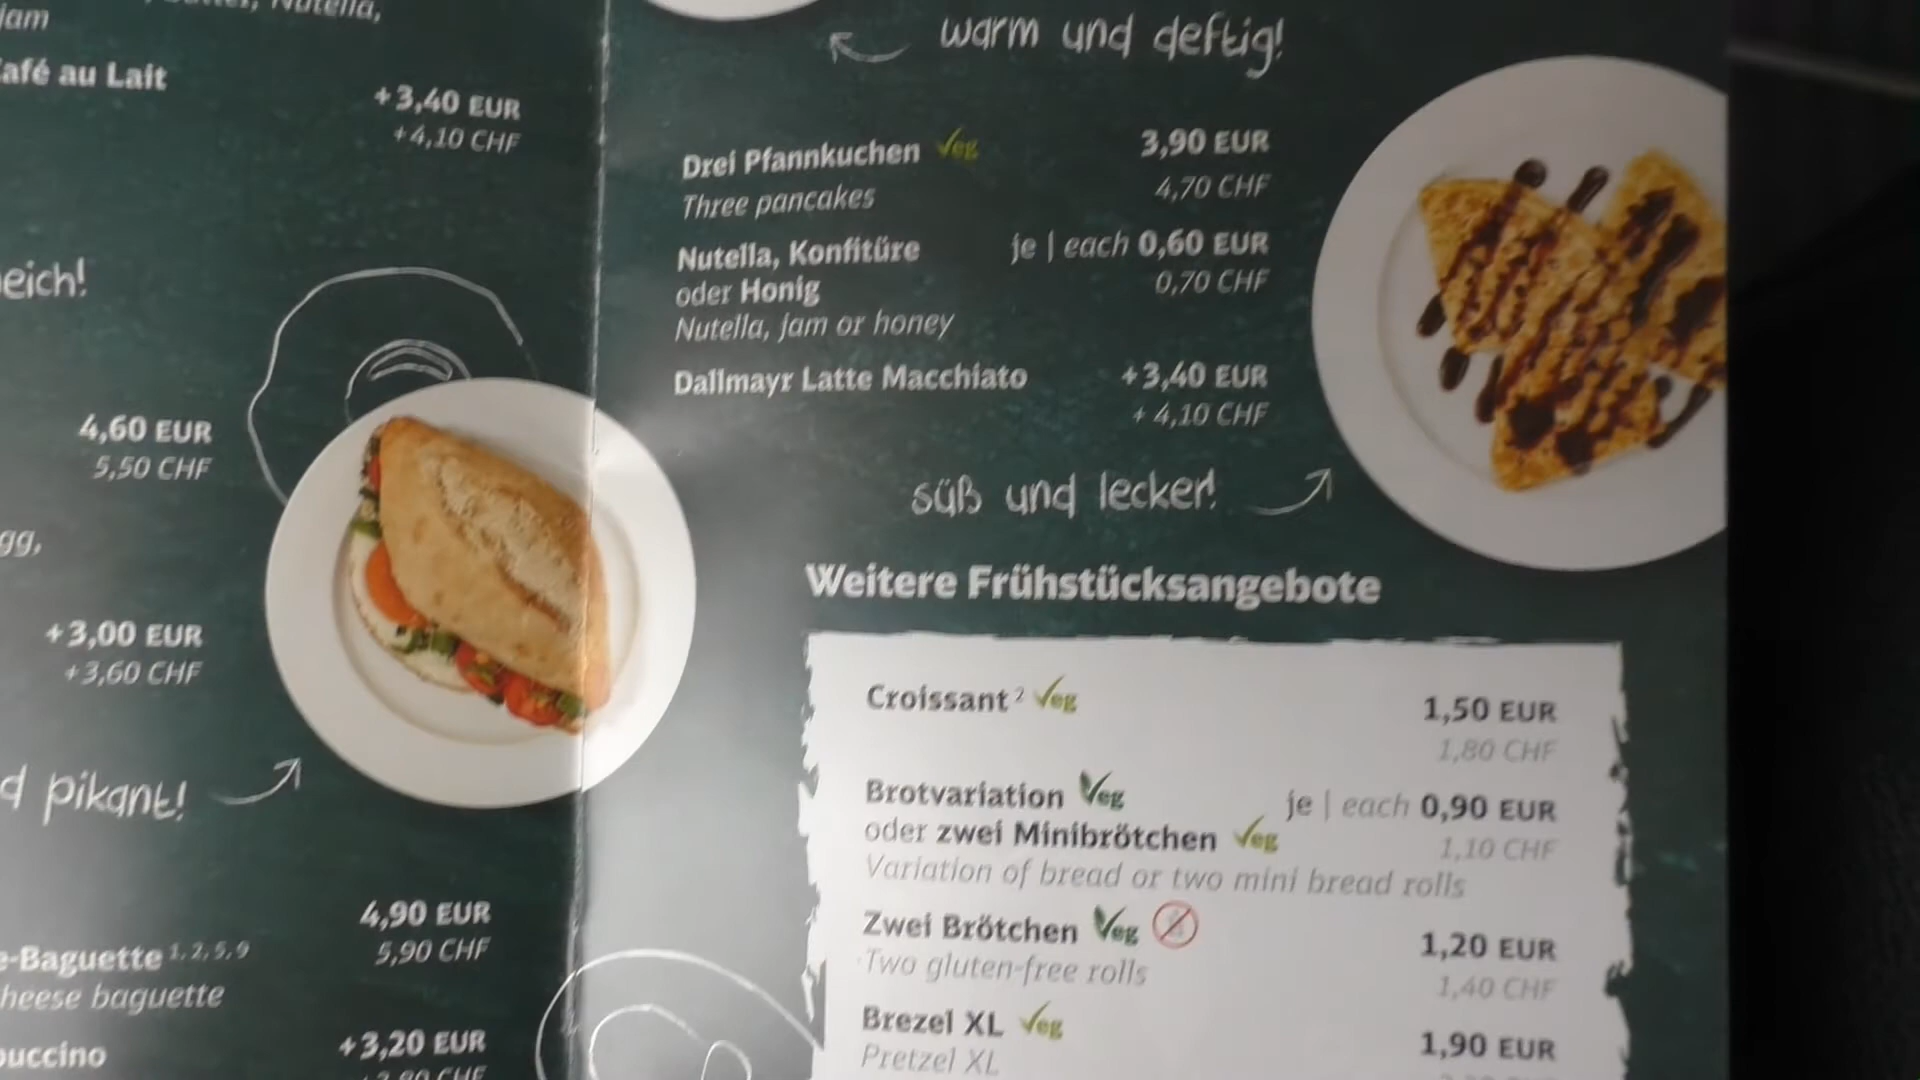 jam
Nutella,
afé au Lait
+3,40 EUR
+4,10 CHF
eich!
4,60 EUR
5,50 CHF
gg,
+3,00 EUR
+3,60 CHF
d pikant!
4,90 EUR
5,90 CHF
e-Baguette 1, 2, 5, 9
heese baguette
+3,20 EUR
uccino
warm und deftig!
Drei Pfannkuchen Veg 3,90 EUR
Three pancakes 4,70 CHF
Nutella, Konfitüre je | each 0,60 EUR
oder Honig 0,70 CHF
Nutella, jam or honey
Dallmayr Latte Macchiato +3,40 EUR
+ 4,10 CHF
süß und lecker!
Weitere Frühstücksangebote
Croissant 2 Veg 1,50 EUR
1,80 CHF
Brotvariation Veg je | each 0,90 EUR
oder zwei Minibrötchen Veg 1,10 CHF
Variation of bread or two mini bread rolls
Zwei Brötchen Veg 1,20 EUR
Two gluten-free rolls 1,40 CHF
Brezel XL Veg 1,90 EUR
Pretzel XL